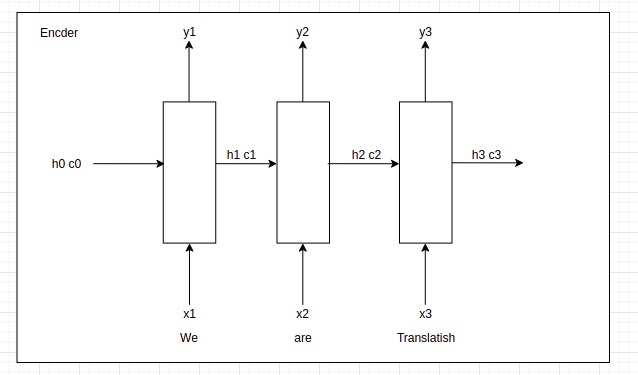 Encder
y1 y2 y3
h0 c0 h1 c1 h2 c2 h3 c3
x1 x2 x3
We are Translatish